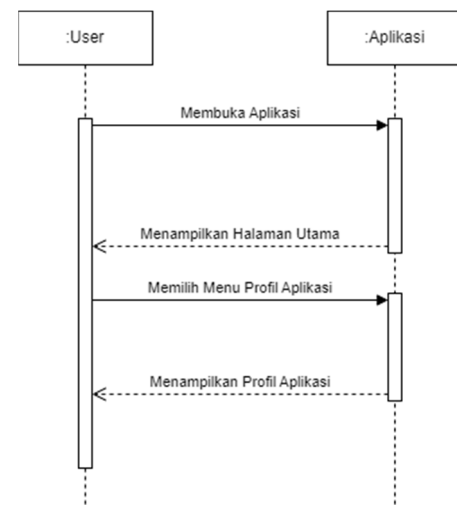 :User
:Aplikasi
Membuka Aplikasi
Menampilkan Halaman Utama
Memilih Menu Profil Aplikasi
Menampilkan Profil Aplikasi